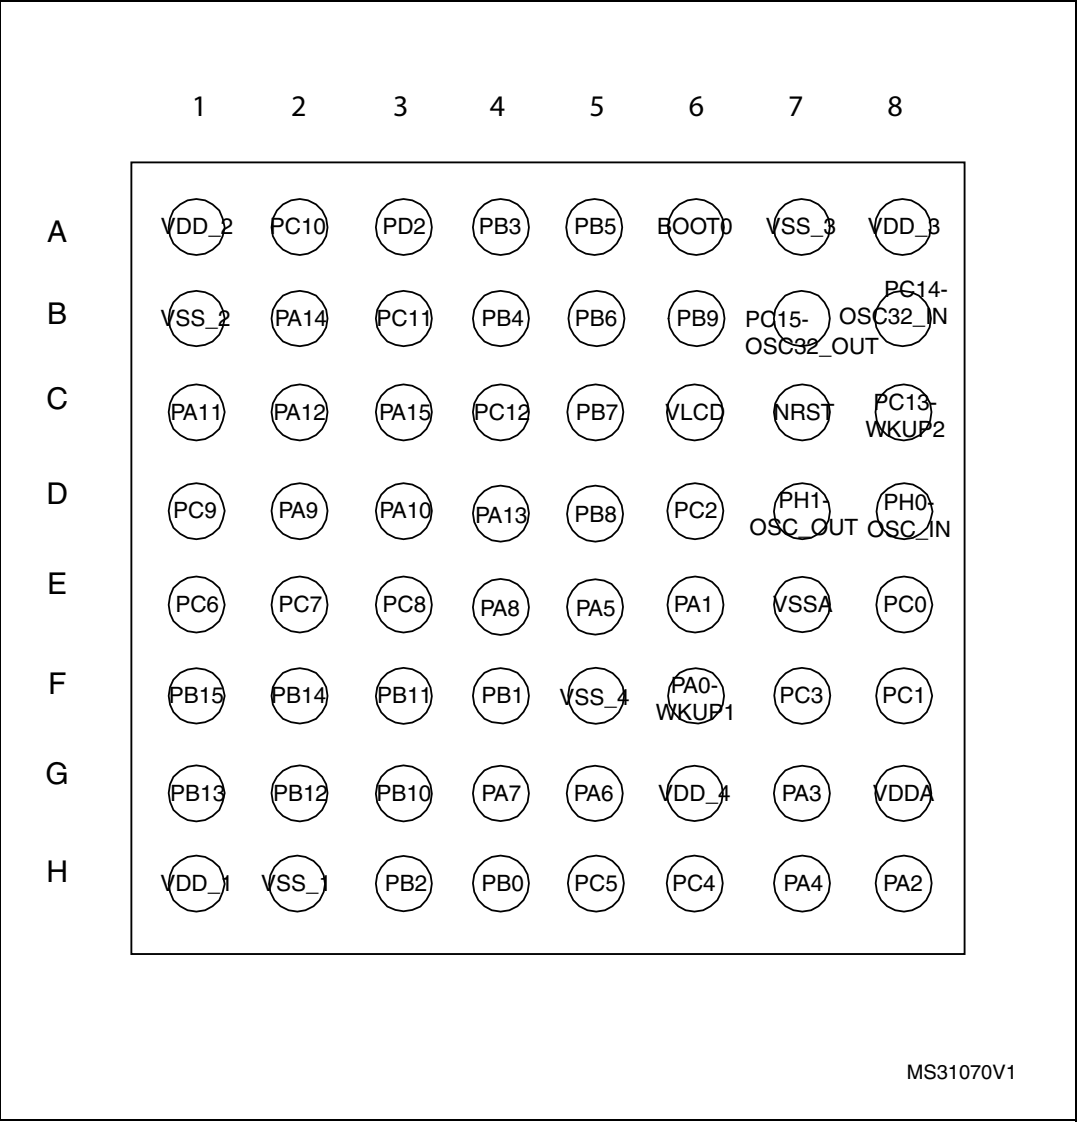 1 2 3 4 5 6 7 8
A VDD_2 PC10 PD2 PB3 PB5 BOOT0 VSS_3 VDD_3
B VSS_2 PA14 PC11 PB4 PB6 PB9 PC15-OSC32_OUT PC14-OSC32_IN
C PA11 PA12 PA15 PC12 PB7 VLCD NRST PC13-WKUP2
D PC9 PA9 PA10 PA13 PB8 PC2 PH1-OSC_OUT PH0-OSC_IN
E PC6 PC7 PC8 PA8 PA5 PA1 VSSA PC0
F PB15 PB14 PB11 PB1 VSS_4 PA0-WKUP1 PC3 PC1
G PB13 PB12 PB10 PA7 PA6 VDD_4 PA3 VDDA
H VDD_1 VSS_1 PB2 PB0 PC5 PC4 PA4 PA2
MS31070V1